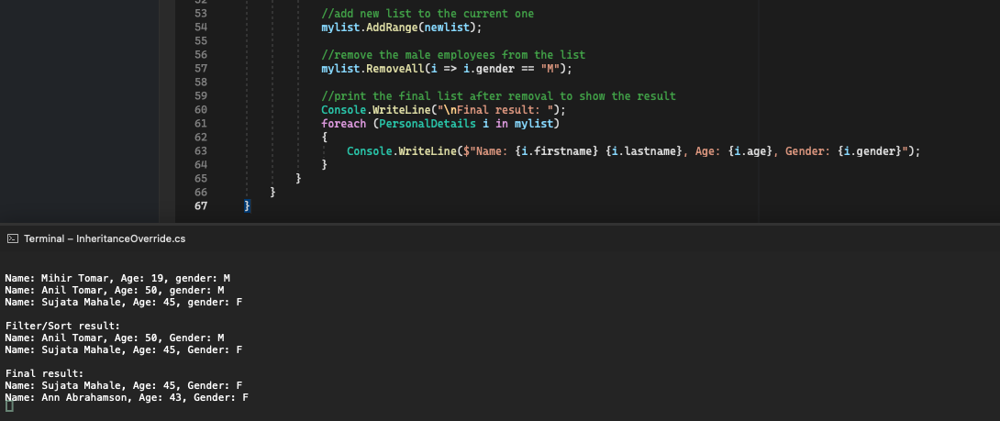 53 //add new list to the current one
54 mylist.AddRange(newlist);
55
56 //remove the male employees from the list
57 mylist.RemoveAll(i => i.gender == "M");
58
59 //print the final list after removal to show the result
60 Console.WriteLine("\nFinal result: ");
61 foreach (PersonalDetails i in mylist)
62 {
63 Console.WriteLine($"Name: {i.firstname} {i.lastname}, Age: {i.age}, Gender: {i.gender}");
64 }
65 }
66 }
67 }
Terminal – InheritanceOverride.cs
Name: Mihir Tomar, Age: 19, gender: M
Name: Anil Tomar, Age: 50, gender: M
Name: Sujata Mahale, Age: 45, gender: F
Filter/Sort result:
Name: Anil Tomar, Age: 50, Gender: M
Name: Sujata Mahale, Age: 45, Gender: F
Final result:
Name: Sujata Mahale, Age: 45, Gender: F
Name: Ann Abrahamson, Age: 43, Gender: F